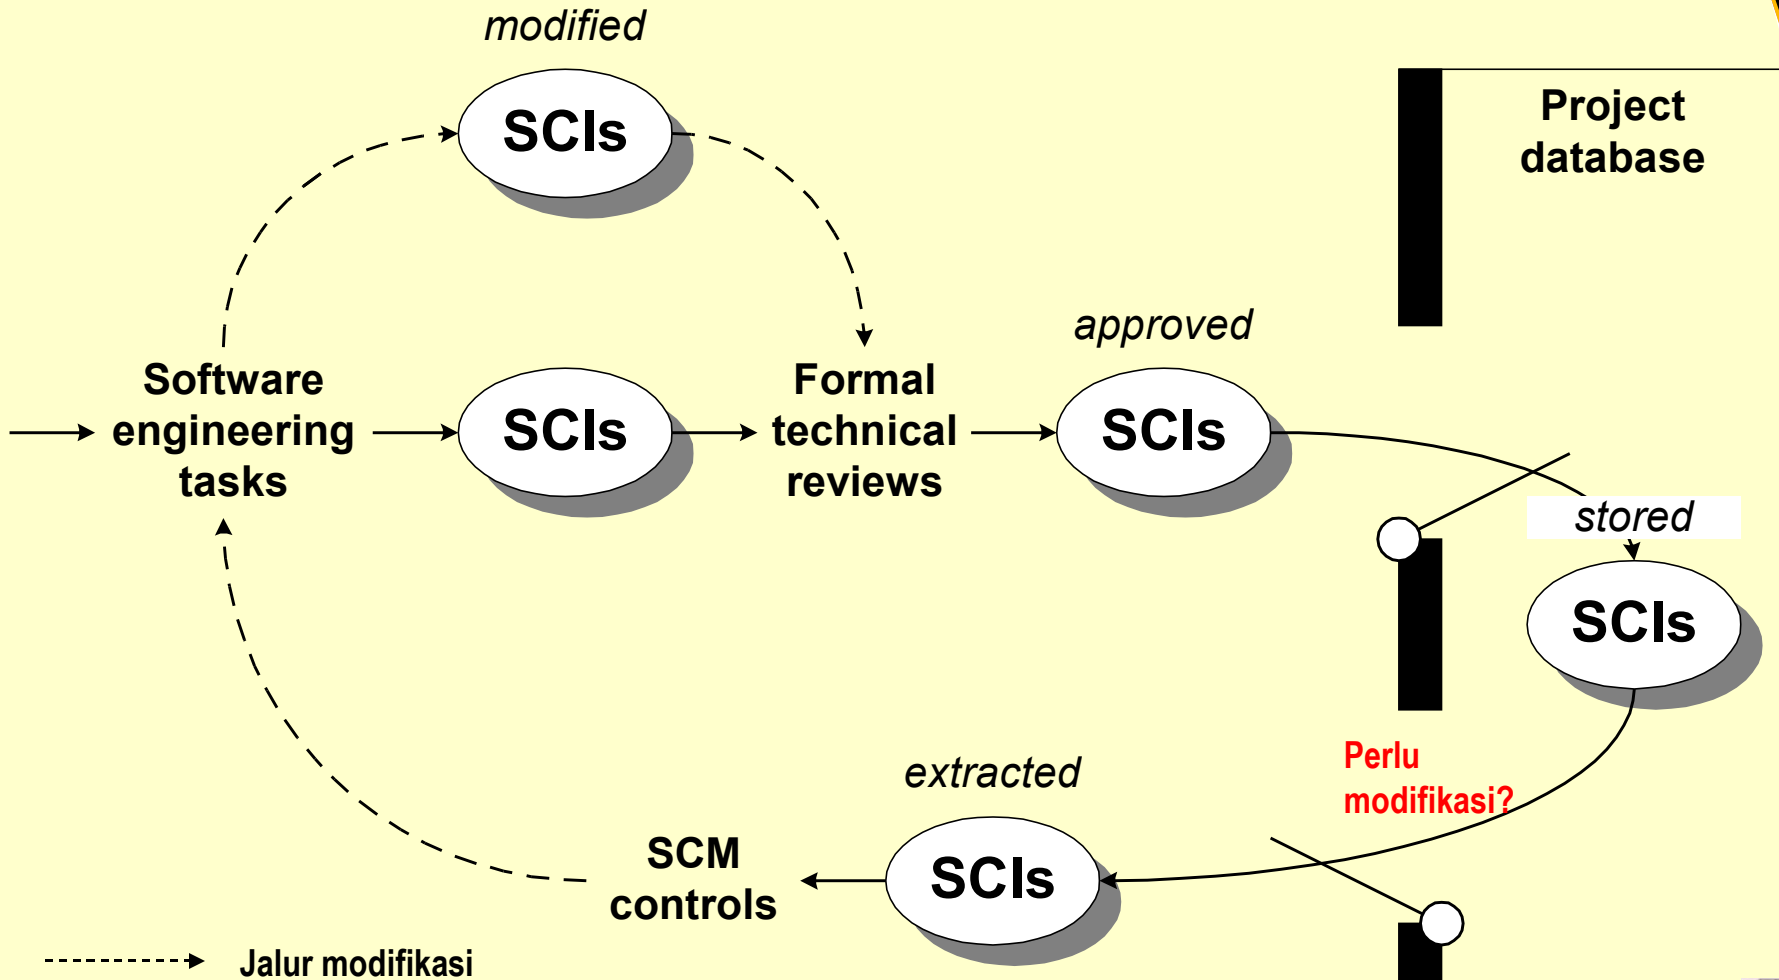 modified
SCIs
Project
database
approved
Software
engineering
tasks
SCIs
Formal
technical
reviews
SCIs
stored
SCIs
Perlu
modifikasi?
extracted
SCIs
SCM
controls
Jalur modifikasi